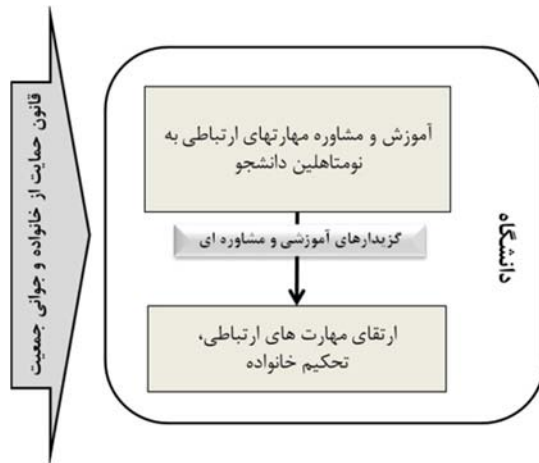 قانون حمایت از خانواده و جوانی جمعیت
آموزش و مشاوره مهارتهای ارتباطی به
نومتاهلین دانشجو
گزیدارهای آموزشی و مشاوره ای
ارتقای مهارت های ارتباطی،
تحکیم خانواده
دانشگاه